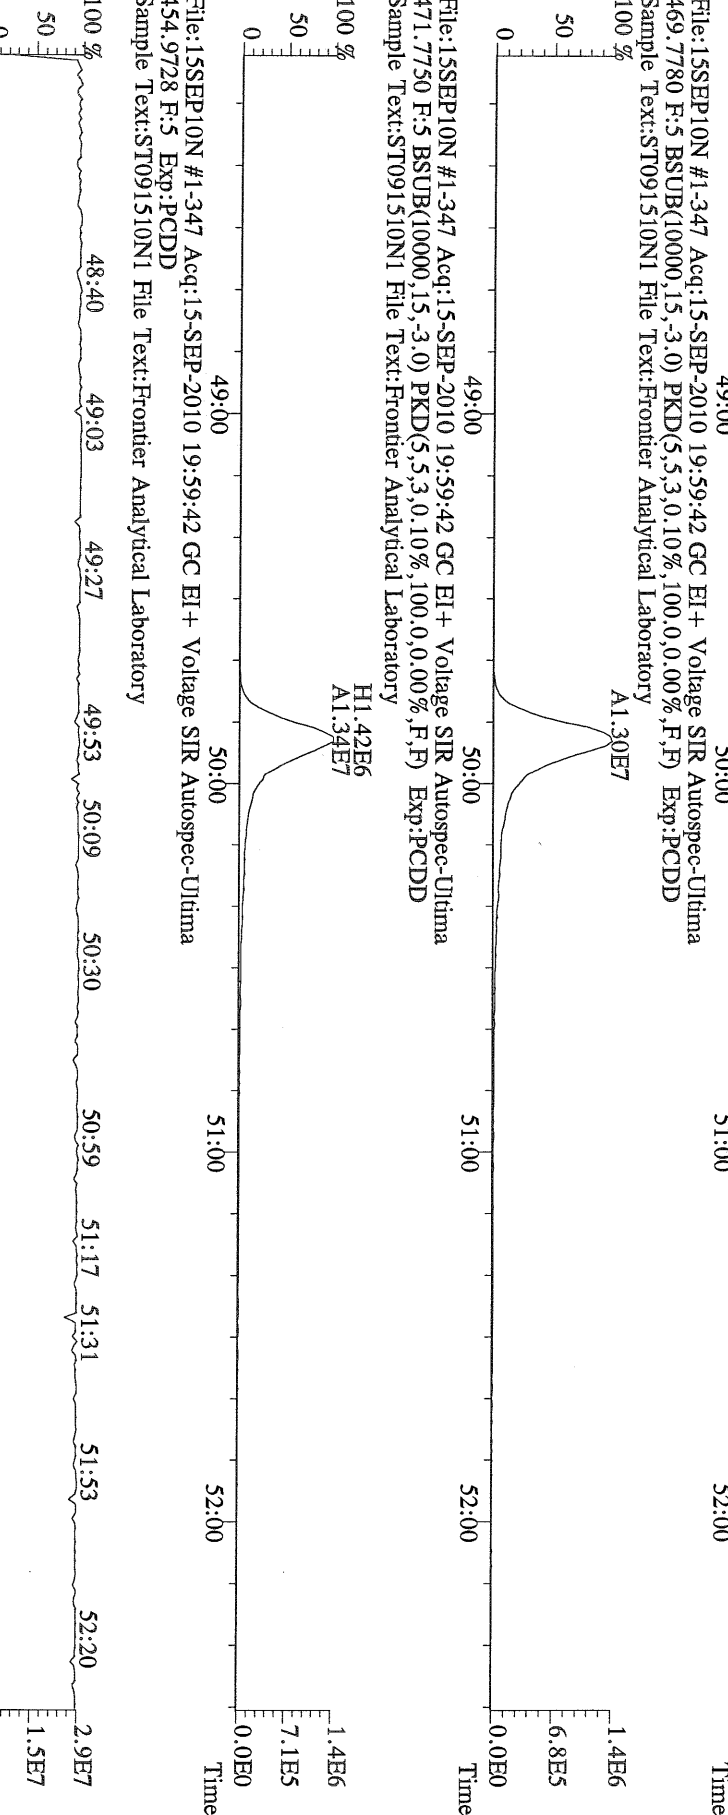 49:00 50:00 51:00 52:00 Time
File:15SEP10N #1-347 Acq:15-SEP-2010 19:59:42 GC EI+ Voltage SIR Autospec-Ultima
469.7780 F:5 BSUB(10000,15,-3.0) PKD(5,5,3,0.10%,100.0,0.00%,F,F) Exp:PCDD
Sample Text:ST091510N1 File Text:Frontier Analytical Laboratory
100 % A1.30E7 1.4E6
50 6.8E5
0 0.0E0
49:00 50:00 51:00 52:00 Time
File:15SEP10N #1-347 Acq:15-SEP-2010 19:59:42 GC EI+ Voltage SIR Autospec-Ultima
471.7750 F:5 BSUB(10000,15,-3.0) PKD(5,5,3,0.10%,100.0,0.00%,F,F) Exp:PCDD
Sample Text:ST091510N1 File Text:Frontier Analytical Laboratory
H1.42E6
100 % A1.34E7 1.4E6
50 7.1E5
0 0.0E0
49:00 50:00 51:00 52:00 Time
File:15SEP10N #1-347 Acq:15-SEP-2010 19:59:42 GC EI+ Voltage SIR Autospec-Ultima
454.9728 F:5 Exp:PCDD
Sample Text:ST091510N1 File Text:Frontier Analytical Laboratory
100 % 48:40 49:03 49:27 49:53 50:09 50:30 50:59 51:17 51:31 51:53 52:20 2.9E7
50 1.5E7
0